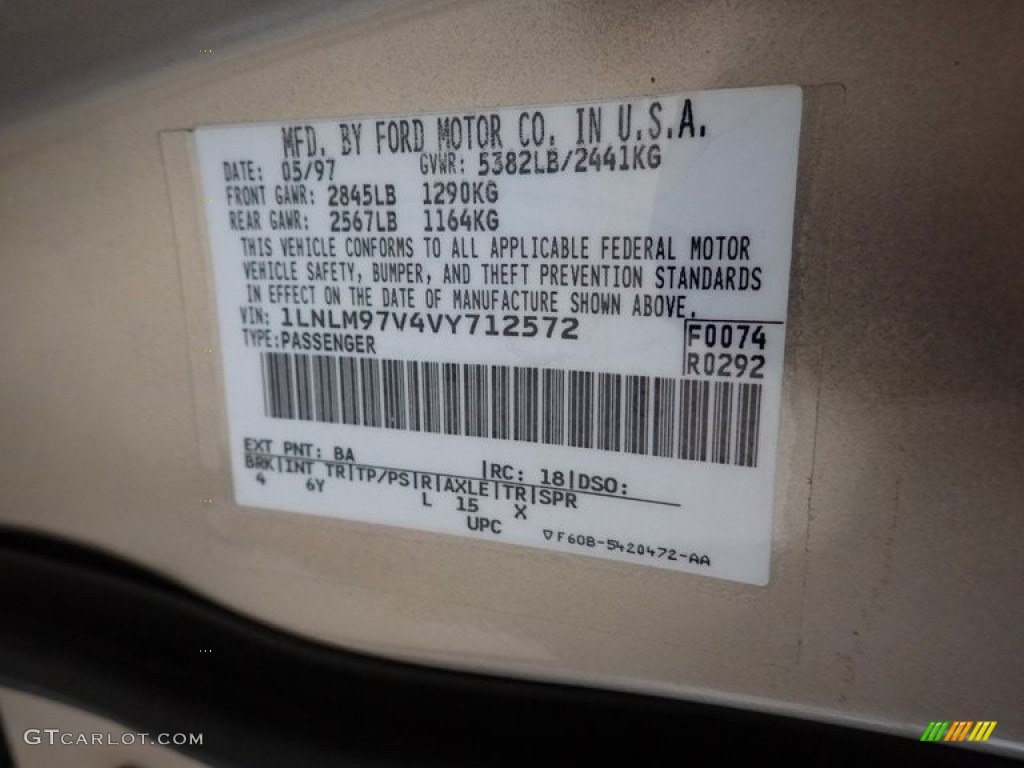 MFD. BY FORD MOTOR CO. IN U.S.A.
DATE: 05/97 GVWR: 5382LB/2441KG
FRONT GAWR: 2845LB 1290KG
REAR GAWR: 2567LB 1164KG
THIS VEHICLE CONFORMS TO ALL APPLICABLE FEDERAL MOTOR
VEHICLE SAFETY, BUMPER, AND THEFT PREVENTION STANDARDS
IN EFFECT ON THE DATE OF MANUFACTURE SHOWN ABOVE.
VIN: 1LNLM97V4VY712572
F0074
TYPE:PASSENGER
R0292
EXT PNT: BA |RC: 18|DSO:
BRK|INT TR|TP/PS|R|AXLE|TR|SPR
4 6Y L 15 X
UPC
▽F60B-5420472-AA
GTCARLOT.COM